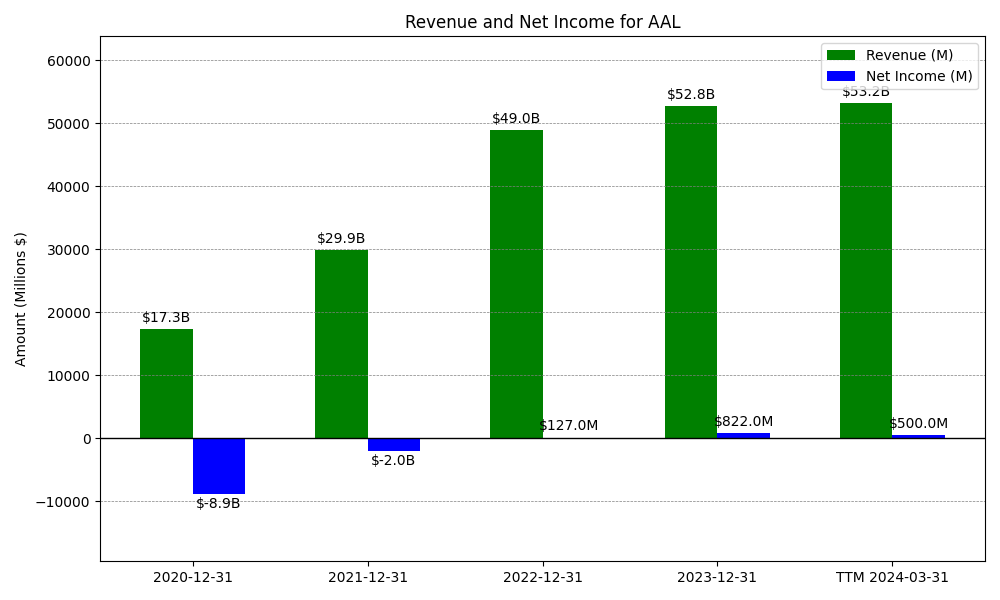 Revenue and Net Income for AAL
Revenue (M)
Net Income (M)
Amount (Millions $)
60000
50000
40000
30000
20000
10000
0
−10000
$17.3B
$29.9B
$49.0B
$52.8B
$53.2B
$-8.9B
$-2.0B
$127.0M
$822.0M
$500.0M
2020-12-31
2021-12-31
2022-12-31
2023-12-31
TTM 2024-03-31